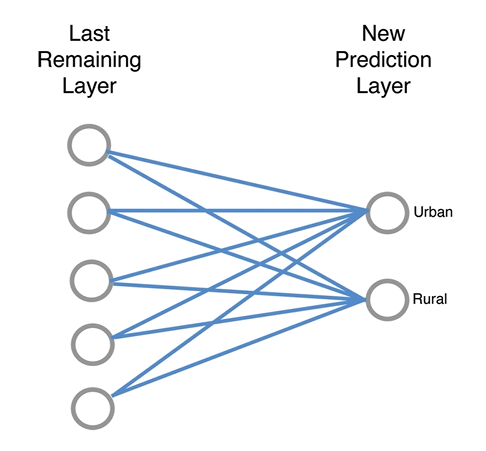 Last
Remaining
Layer
New
Prediction
Layer
Urban
Rural